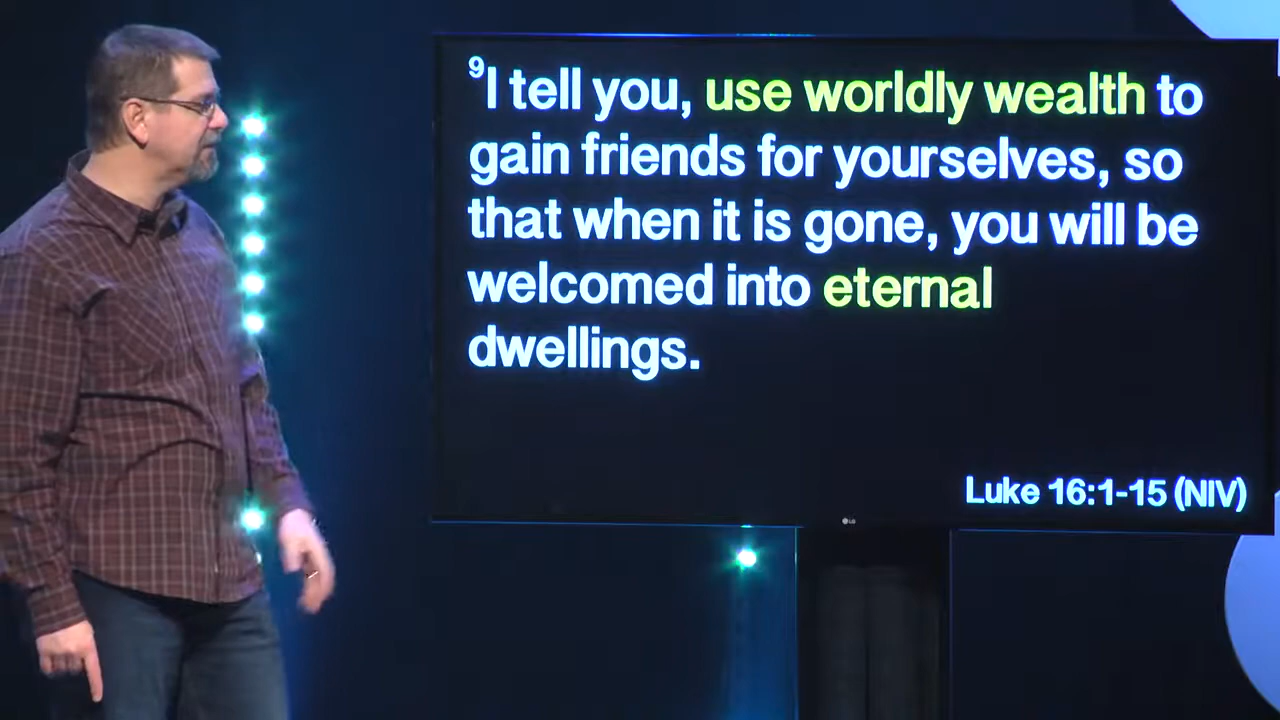 ⁹I tell you, use worldly wealth to
gain friends for yourselves, so
that when it is gone, you will be
welcomed into eternal
dwellings.
Luke 16:1-15 (NIV)
LG